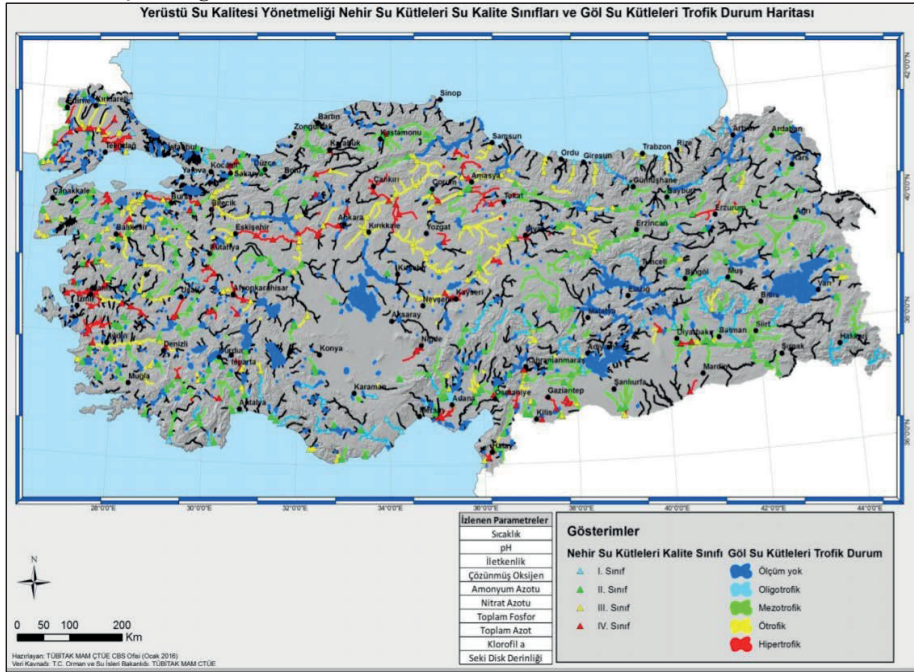 Yerüstü Su Kalitesi Yönetmeliği Nehir Su Kütleleri Su Kalite Sınıfları ve Göl Su Kütleleri Trofik Durum Haritası
Sinop
Bartın
Zonguldak
Kastamonu
Karabük
Samsun
Edirne
Kırklareli
Tekirdağ
İstanbul
Yalova
Kocaeli
Sakarya
Düzce
Bolu
Çankırı
Çorum
Amasya
Tokat
Ordu
Giresun
Trabzon
Rize
Artvin
Ardahan
Kars
Gümüşhane
Bayburt
Çanakkale
Bursa
Bilecik
Balıkesir
Eskişehir
Ankara
Kırıkkale
Yozgat
Erzincan
Erzurum
Ağrı
Kütahya
Tunceli
Bingöl
Muş
Van
Uşak
Afyonkarahisar
Nevşehir
Kayseri
Elazığ
Malatya
Bitlis
İzmir
Aksaray
Niğde
Diyarbakır
Batman
Siirt
Hakkari
Denizli
Isparta
Konya
Kahramanmaraş
Şırnak
Mardin
Muğla
Antalya
Karaman
Adana
Osmaniye
Gaziantep
Şanlıurfa
Kilis
Hatay
42°0'0"N
40°0'0"N
38°0'0"N
36°0'0"N
28°0'0"E
30°0'0"E
32°0'0"E
34°0'0"E
36°0'0"E
38°0'0"E
40°0'0"E
42°0'0"E
44°0'0"E
İzlenen Parametreler
Sıcaklık
pH
İletkenlik
Çözünmüş Oksijen
Amonyum Azotu
Nitrat Azotu
Toplam Fosfor
Toplam Azot
Klorofil a
Seki Disk Derinliği
Gösterimler
Nehir Su Kütleleri Kalite Sınıfı
I. Sınıf
II. Sınıf
III. Sınıf
IV. Sınıf
Göl Su Kütleleri Trofik Durum
Ölçüm yok
Oligotrofik
Mezotrofik
Ötrofik
Hipertrofik
N
0 50 100 200
Km
Hazırlayan: TÜBİTAK MAM ÇTÜE CBS Ofisi (Ocak 2016)
Veri Kaynağı: T.C. Orman ve Su İsleri Bakanlığı, TÜBİTAK MAM CTÜE